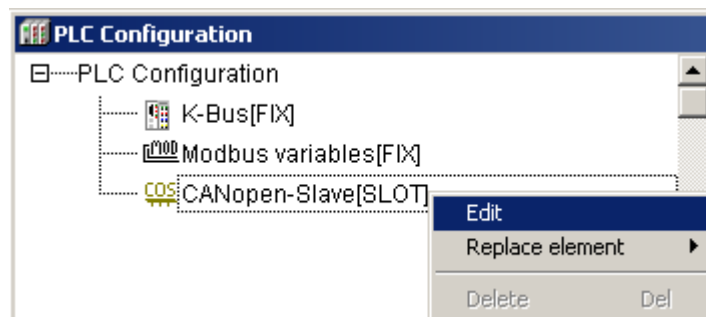 PLC Configuration
PLC Configuration
K-Bus[FIX]
MOD Modbus variables[FIX]
COS CANopen-Slave[SLOT]
Edit
Replace element
Delete Del